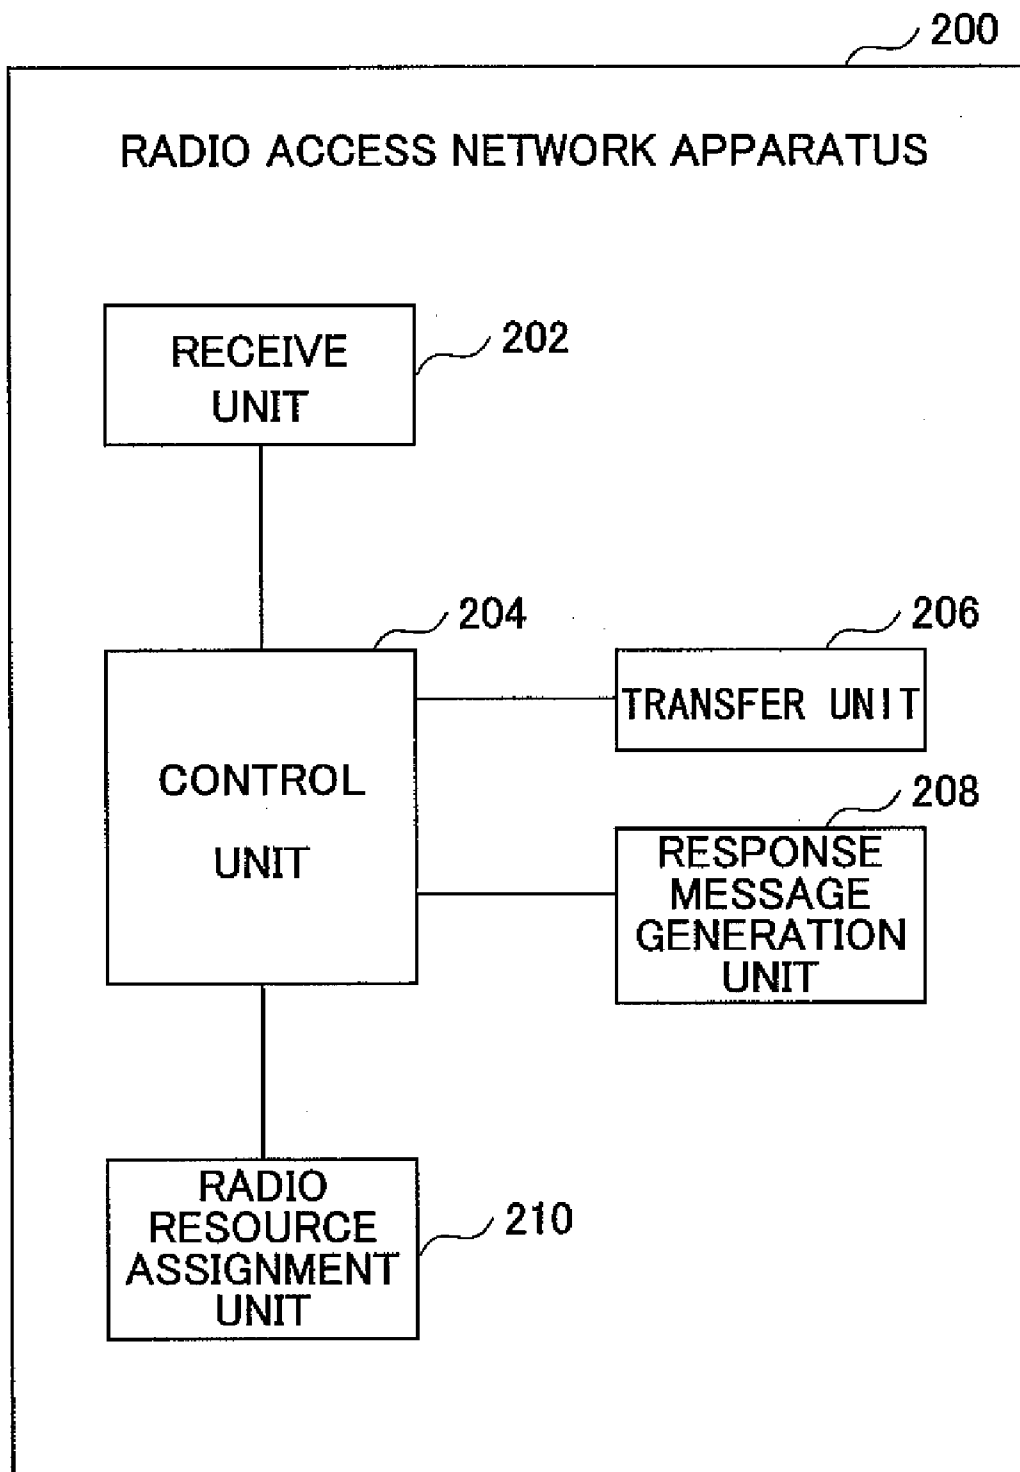 200
RADIO ACCESS NETWORK APPARATUS
RECEIVE
UNIT
202
204
206
CONTROL
UNIT
TRANSFER UNIT
208
RESPONSE
MESSAGE
GENERATION
UNIT
RADIO
RESOURCE
ASSIGNMENT
UNIT
210